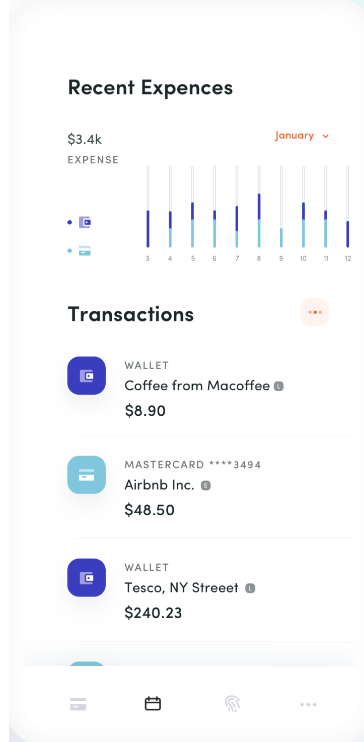 Recent Expences
$3.4k
January
EXPENSE
3 4 5 6 7 8 9 10 11 12
Transactions
WALLET
Coffee from Macoffee
$8.90
MASTERCARD ****3494
Airbnb Inc. E
$48.50
WALLET
Tesco, NY Streeet
$240.23